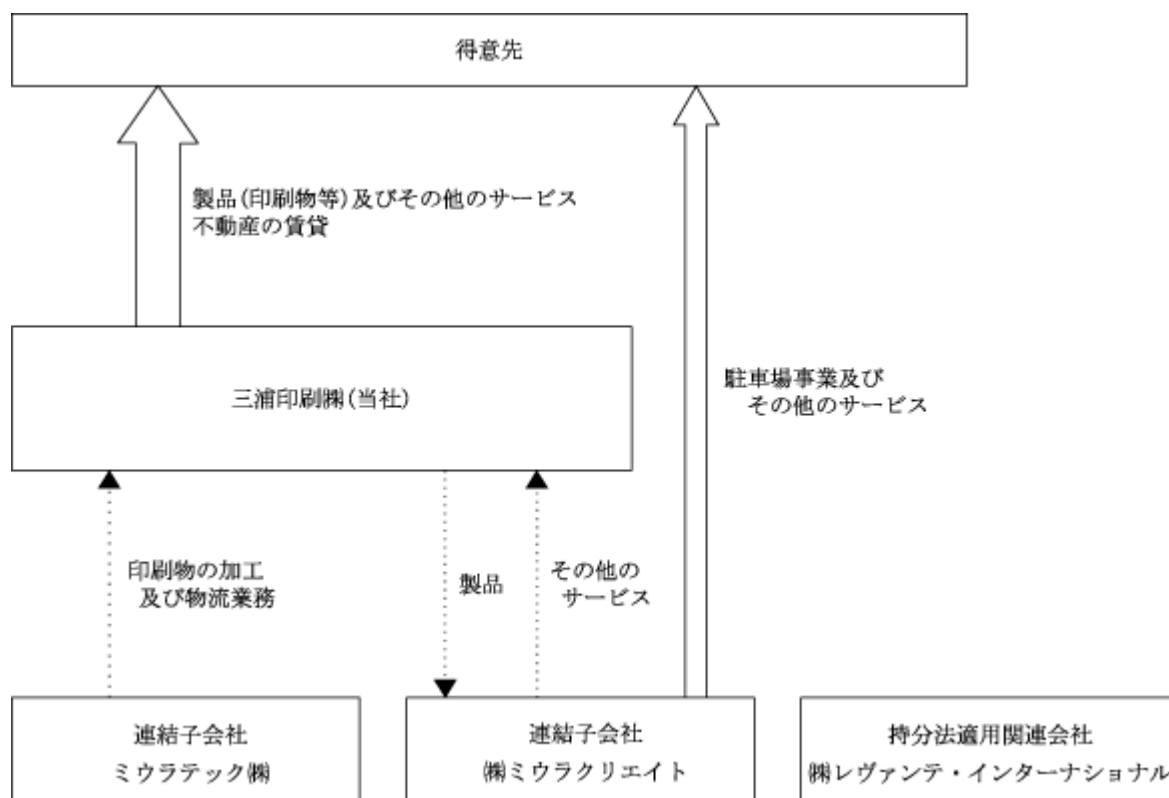 得意先
製品(印刷物等)及びその他のサービス
不動産の賃貸
駐車場事業及び
その他のサービス
三浦印刷㈱(当社)
印刷物の加工
及び物流業務
製品
その他の
サービス
連結子会社
ミウラテック㈱
連結子会社
㈱ミウラクリエイト
持分法適用関連会社
㈱レヴァンテ・インターナショナル